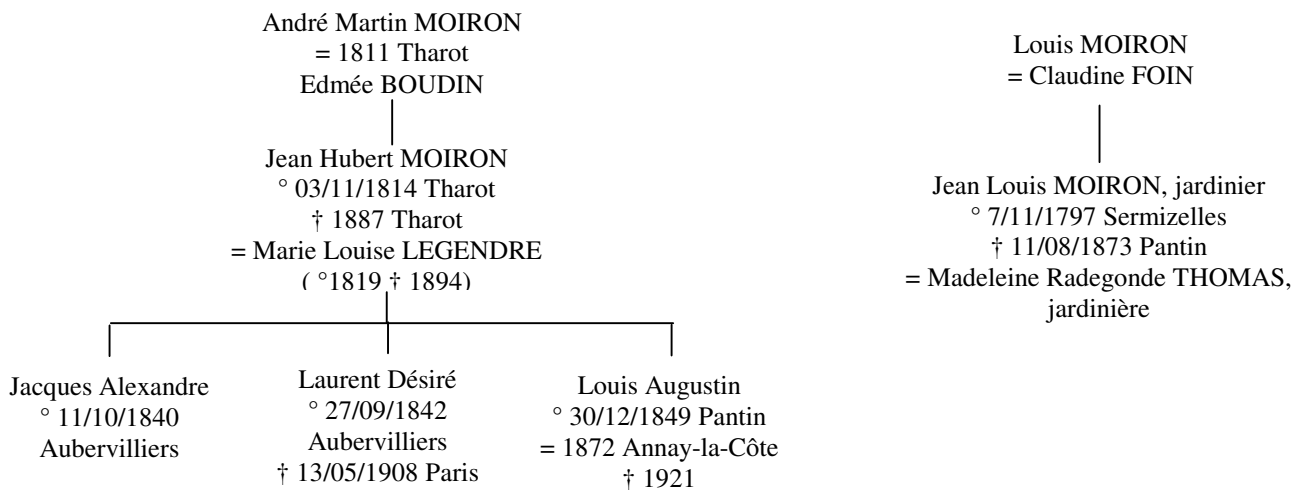 André Martin MOIRON
= 1811 Tharot
Edmée BOUDIN
Jean Hubert MOIRON
° 03/11/1814 Tharot
† 1887 Tharot
= Marie Louise LEGENDRE
( °1819 † 1894)
Jacques Alexandre
° 11/10/1840
Aubervilliers
Laurent Désiré
° 27/09/1842
Aubervilliers
† 13/05/1908 Paris
Louis Augustin
° 30/12/1849 Pantin
= 1872 Annay-la-Côte
† 1921
Louis MOIRON
= Claudine FOIN
Jean Louis MOIRON, jardinier
° 7/11/1797 Sermizelles
† 11/08/1873 Pantin
= Madeleine Radegonde THOMAS,
jardinière